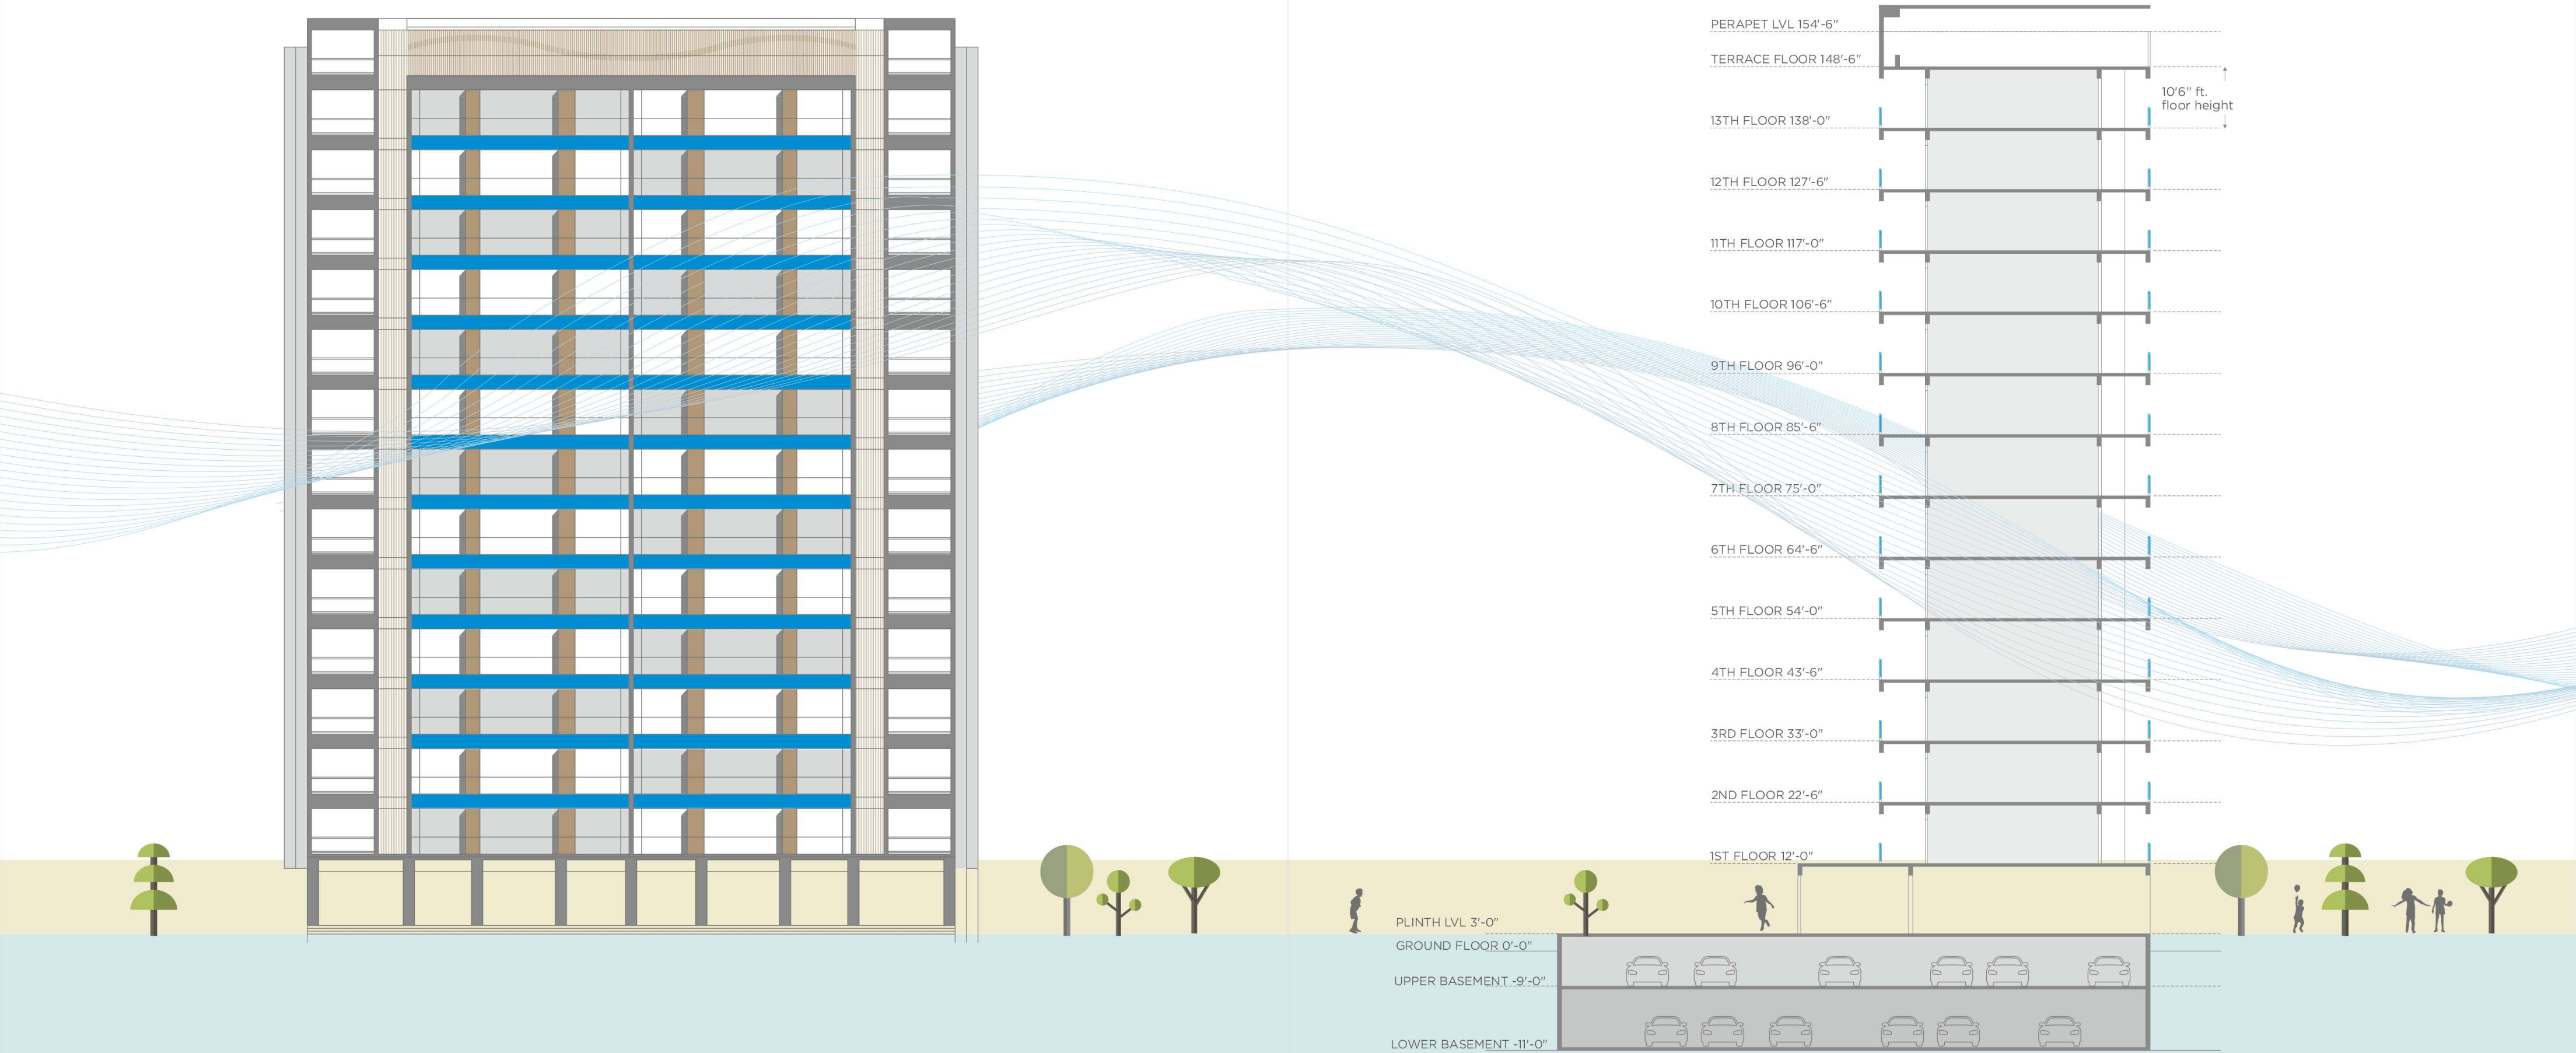 PERAPET LVL 154'-6"
TERRACE FLOOR 148'-6"
10'6" ft.
floor height
13TH FLOOR 138'-0"
12TH FLOOR 127'-6"
11TH FLOOR 117'-0"
10TH FLOOR 106'-6"
9TH FLOOR 96'-0"
8TH FLOOR 85'-6"
7TH FLOOR 75'-0"
6TH FLOOR 64'-6"
5TH FLOOR 54'-0"
4TH FLOOR 43'-6"
3RD FLOOR 33'-0"
2ND FLOOR 22'-6"
1ST FLOOR 12'-0"
PLINTH LVL 3'-0"
GROUND FLOOR 0'-0"
UPPER BASEMENT -9'-0"
LOWER BASEMENT -11'-0"